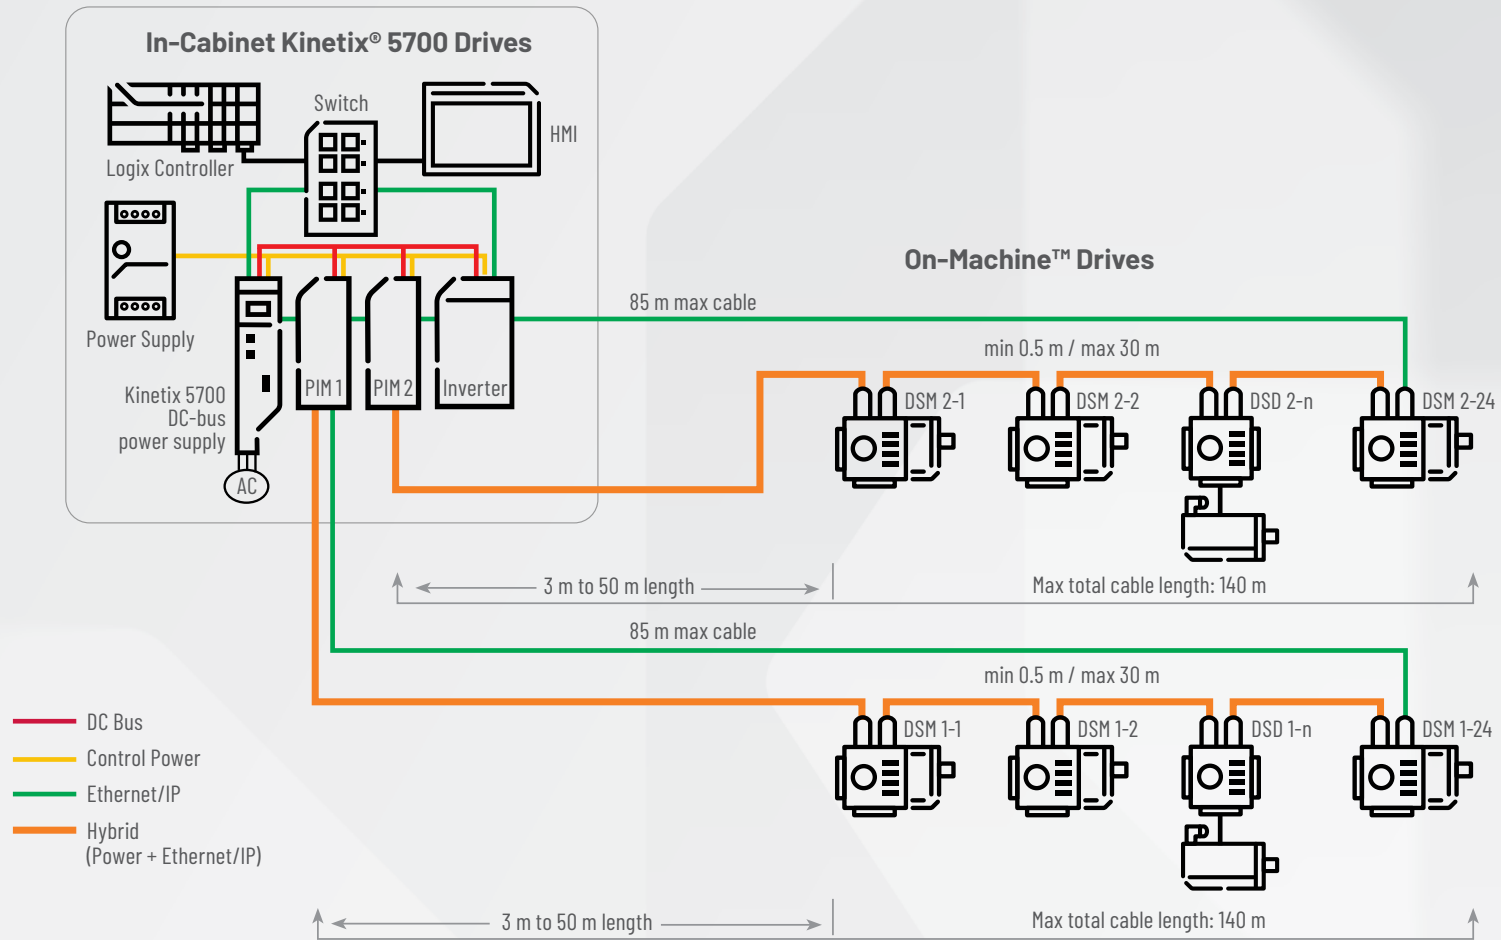 In-Cabinet Kinetix® 5700 Drives
Switch
HMI
Logix Controller
Power Supply
Kinetix 5700
DC-bus
power supply
AC
PIM 1
PIM 2
Inverter
On-Machine™ Drives
85 m max cable
min 0.5 m / max 30 m
DSM 2-1
DSM 2-2
DSD 2-n
DSM 2-24
3 m to 50 m length
Max total cable length: 140 m
85 m max cable
min 0.5 m / max 30 m
DSM 1-1
DSM 1-2
DSD 1-n
DSM 1-24
DC Bus
Control Power
Ethernet/IP
Hybrid
(Power + Ethernet/IP)
3 m to 50 m length
Max total cable length: 140 m